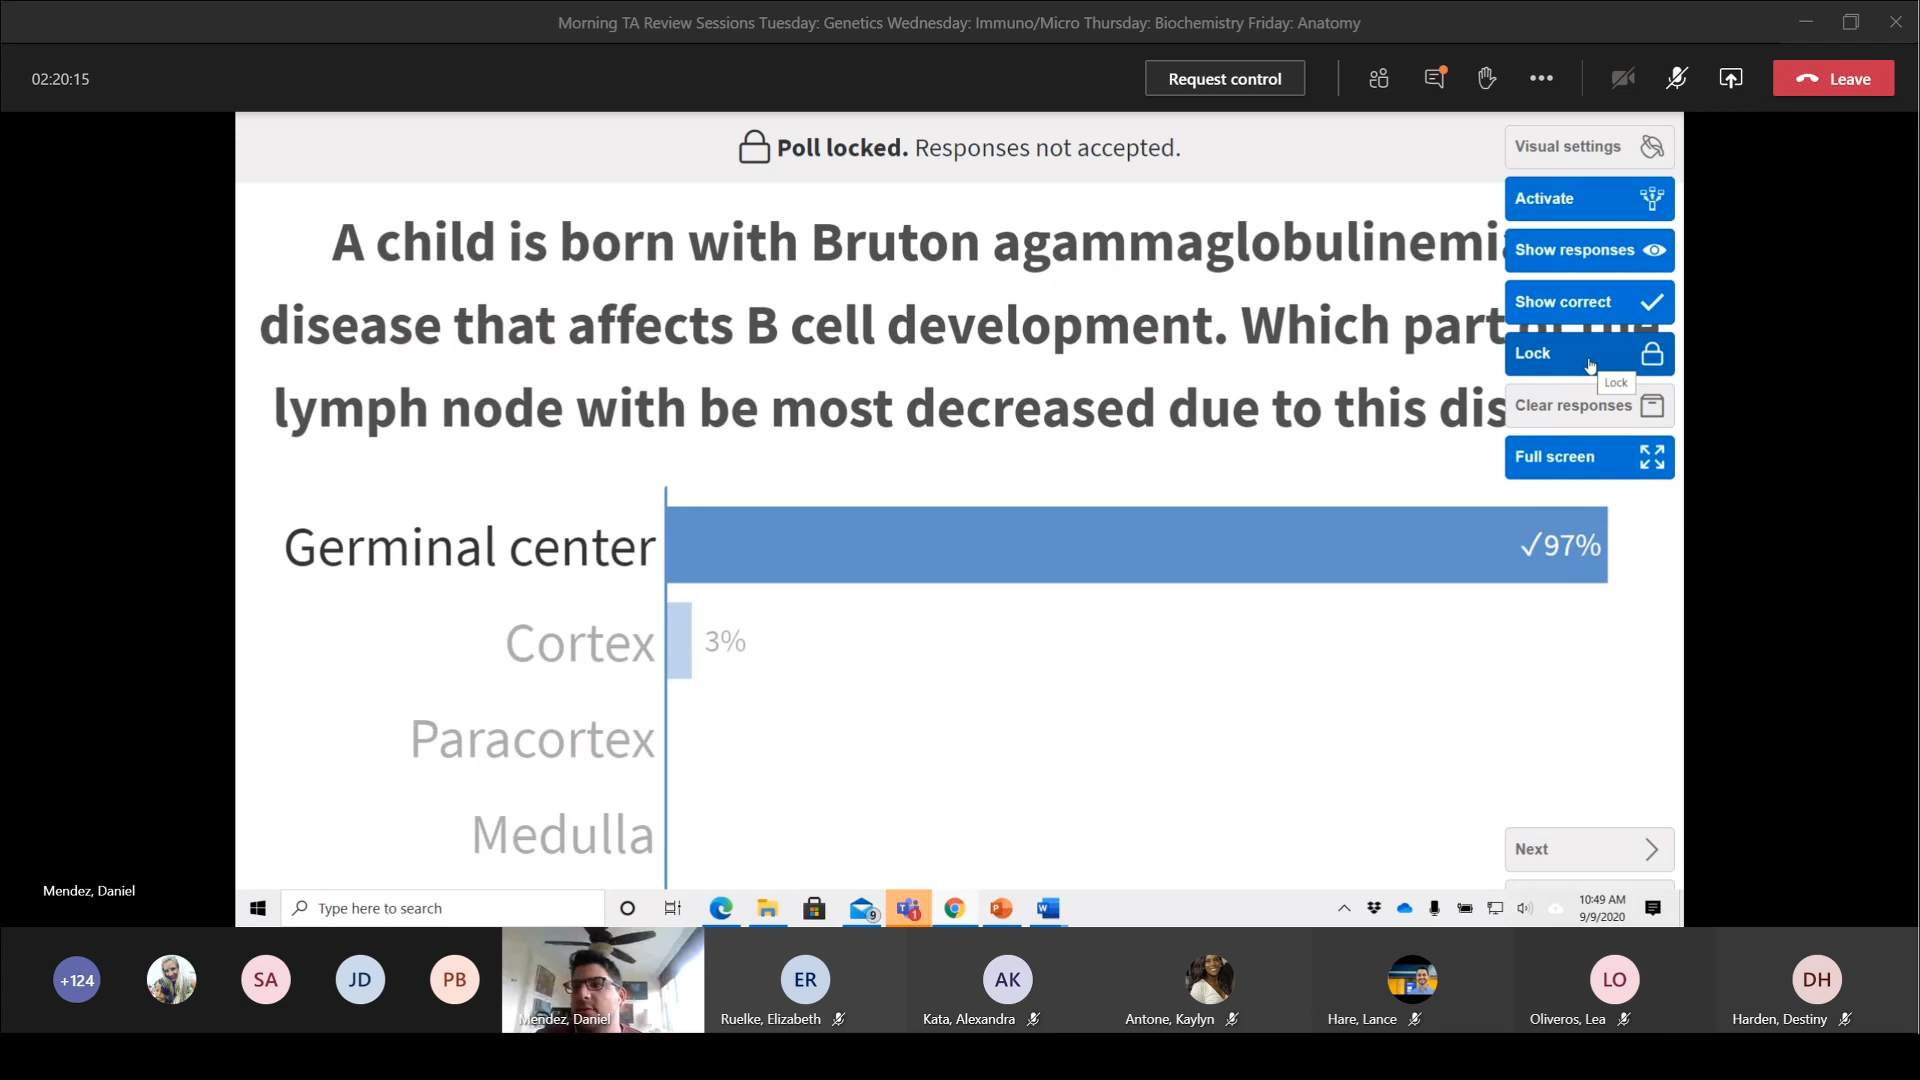 Morning TA Review Sessions Tuesday: Genetics Wednesday: Immuno/Micro Thursday: Biochemistry Friday: Anatomy
02:20:15
Request control
Leave
Poll locked. Responses not accepted.
Visual settings
Activate
Show responses
Show correct
Lock
Lock
Clear responses
Full screen
A child is born with Bruton agammaglobulinemia
disease that affects B cell development. Which part of the
lymph node with be most decreased due to this dis
Germinal center
✓97%
Cortex
3%
Paracortex
Medulla
Next
Mendez, Daniel
Type here to search
9
1
10:49 AM
9/9/2020
+124
SA
JD
PB
Mendez, Daniel
ER
Ruelke, Elizabeth
AK
Kata, Alexandra
Antone, Kaylyn
Hare, Lance
LO
Oliveros, Lea
DH
Harden, Destiny